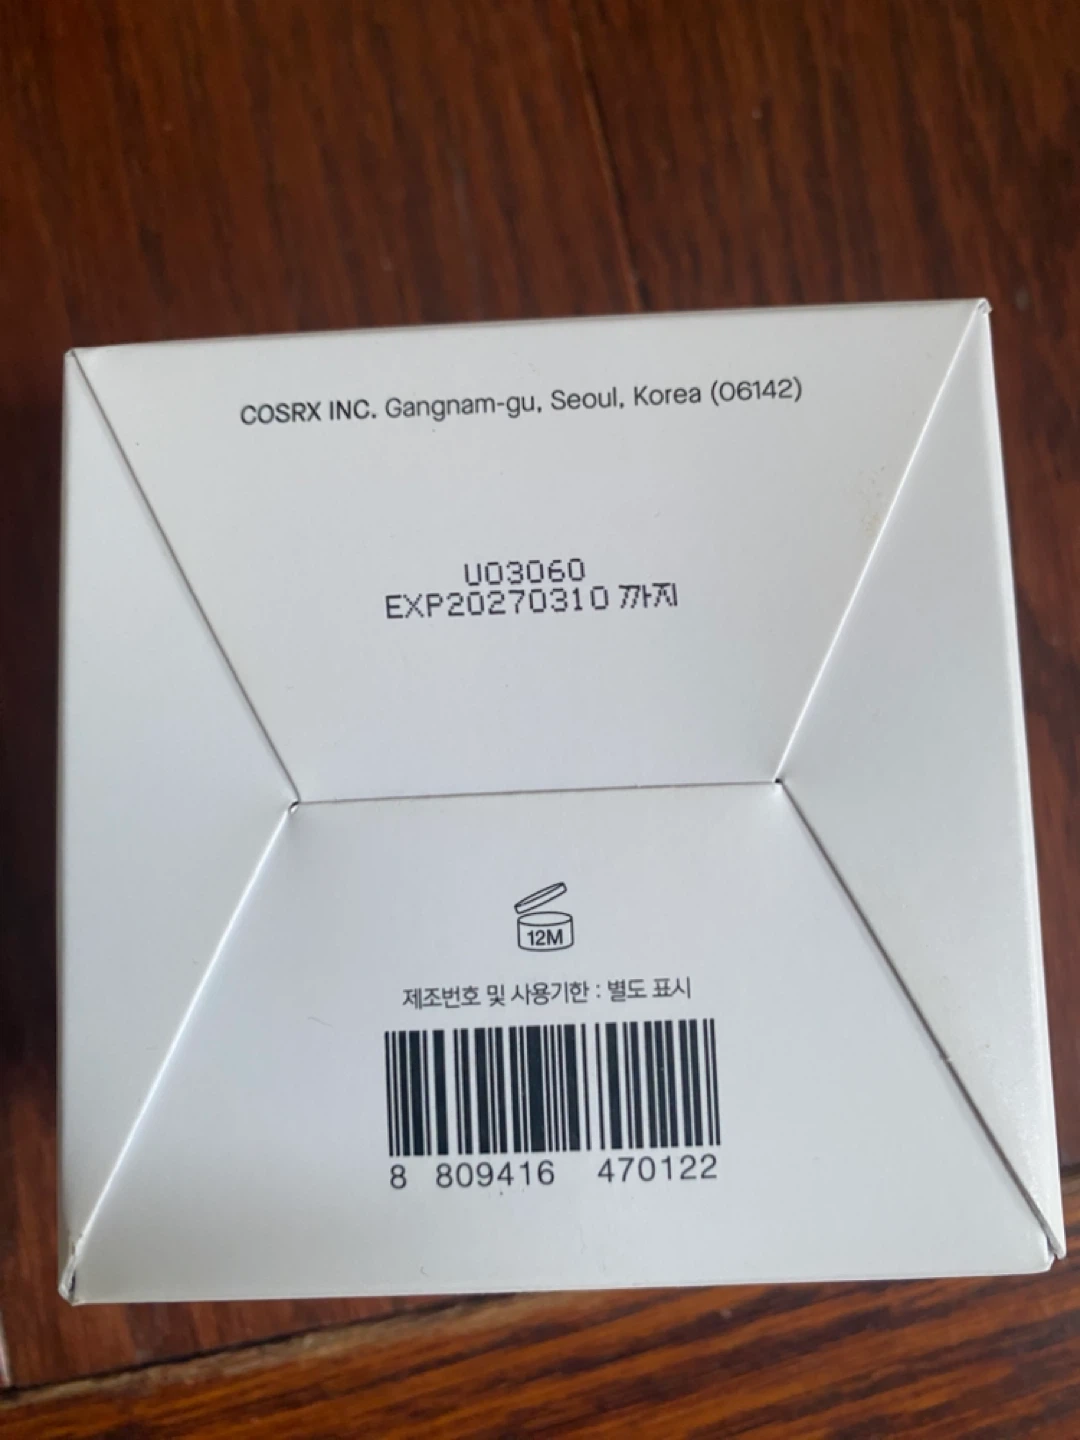 COSRX INC. Gangnam-gu, Seoul, Korea (06142)
U03060
EXP20270310 까지
12M
제조번호 및 사용기한 : 별도 표시
8 809416 470122